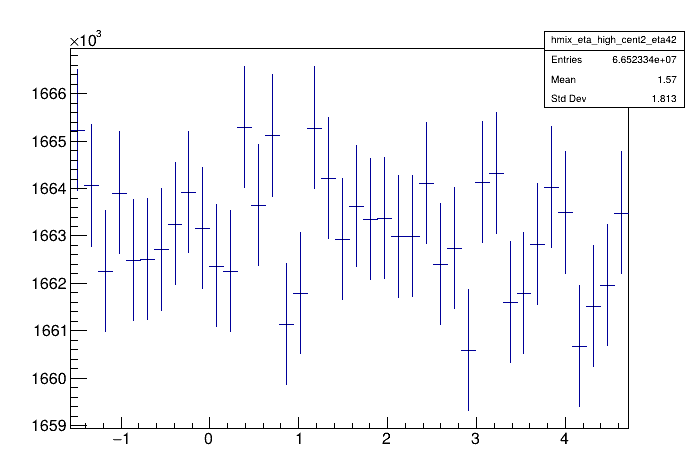 ×10³
hmix_eta_high_cent2_eta42
Entries 6.652334e+07
Mean 1.57
Std Dev 1.813
1666
1665
1664
1663
1662
1661
1660
1659
−1 0 1 2 3 4